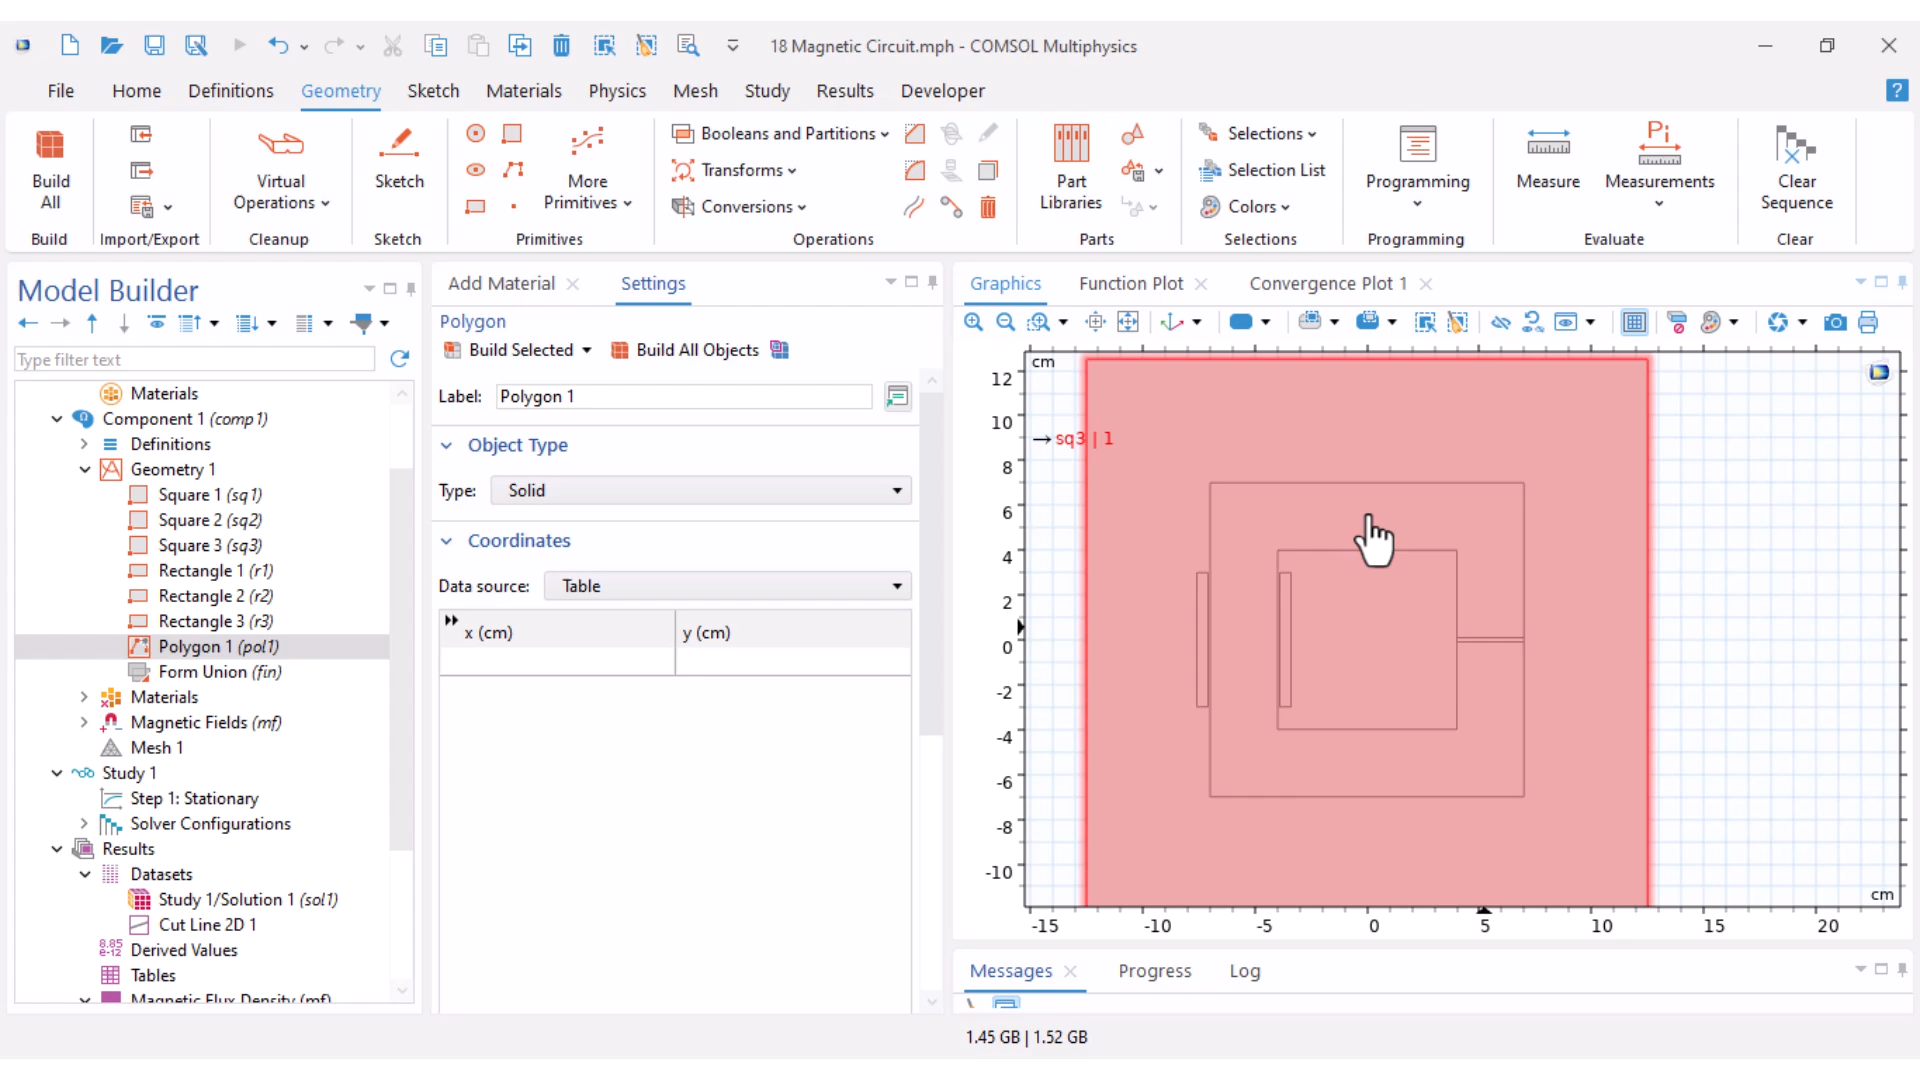 18 Magnetic Circuit.mph - COMSOL Multiphysics
File Home Definitions Geometry Sketch Materials Physics Mesh Study Results Developer ?
Build All
Build
Import/Export
Virtual Operations
Cleanup
Sketch
Sketch
More Primitives
Primitives
Booleans and Partitions
Transforms
Conversions
Operations
Part Libraries
Parts
Selections
Selection List
Colors
Selections
Programming
Programming
Measure
Pi
Measurements
Evaluate
Clear Sequence
Clear
Model Builder
Type filter text
Materials
Component 1 (comp1)
Definitions
Geometry 1
Square 1 (sq1)
Square 2 (sq2)
Square 3 (sq3)
Rectangle 1 (r1)
Rectangle 2 (r2)
Rectangle 3 (r3)
Polygon 1 (pol1)
Form Union (fin)
Materials
Magnetic Fields (mf)
Mesh 1
Study 1
Step 1: Stationary
Solver Configurations
Results
Datasets
Study 1/Solution 1 (sol1)
Cut Line 2D 1
8.85
e-12
Derived Values
Tables
Magnetic Flux Density (mf)
Add Material Settings
Polygon
Build Selected Build All Objects
Label: Polygon 1
Object Type
Type: Solid
Coordinates
Data source: Table
x (cm) y (cm)
Graphics Function Plot Convergence Plot 1
cm
12
10
8
6
4
2
0
-2
-4
-6
-8
-10
sq3 | 1
cm
-15 -10 -5 0 5 10 15 20
Messages Progress Log
1.45 GB | 1.52 GB